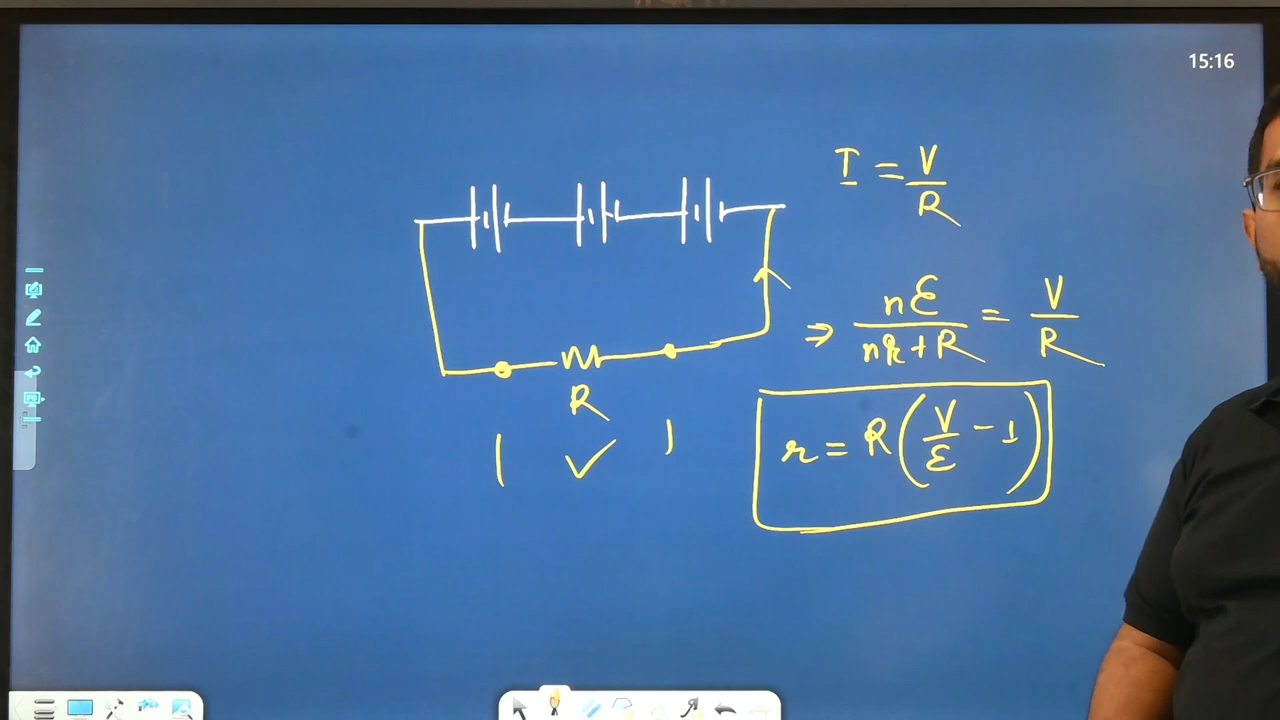 15:16
I = V/R
⇒ nε/(nr+R) = V/R
R
r = R(V/ε - 1)